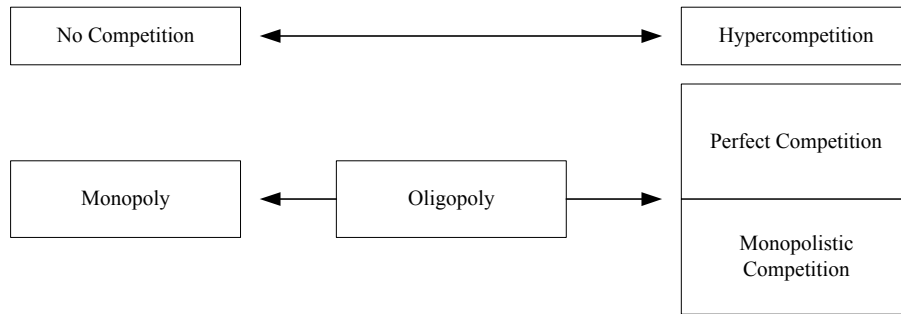 No Competition
Hypercompetition
Perfect Competition
Monopoly
Oligopoly
Monopolistic
Competition